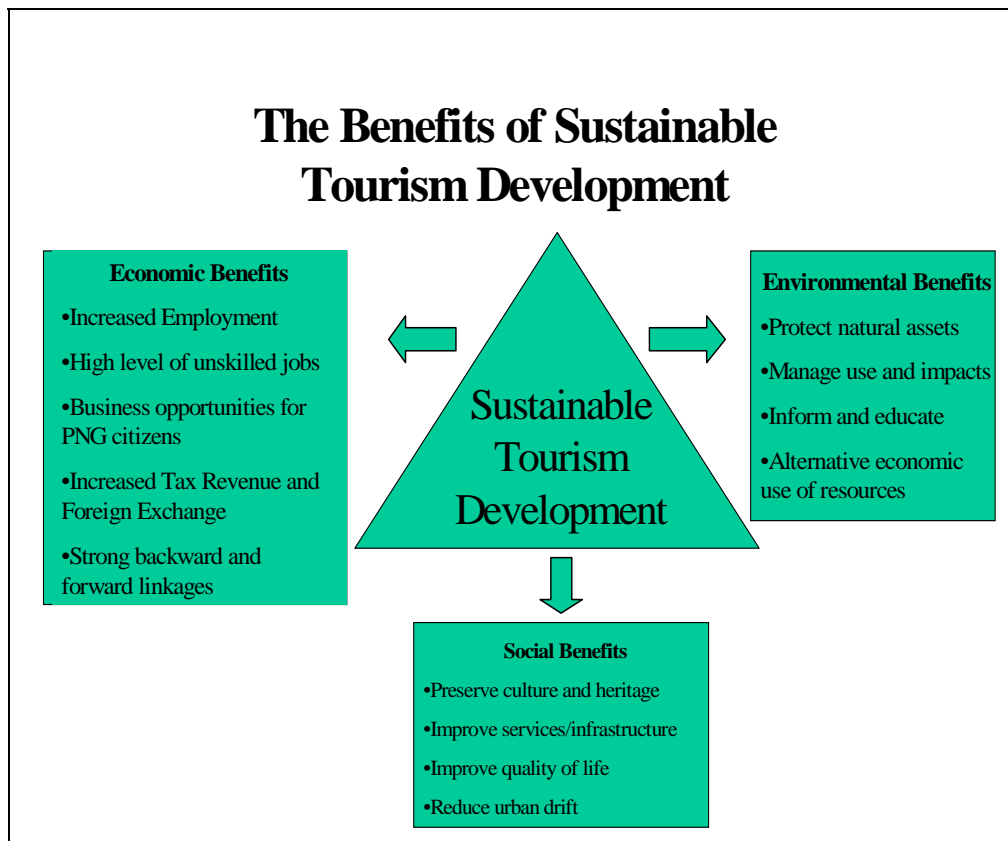 The Benefits of Sustainable
Tourism Development
Economic Benefits
•Increased Employment
•High level of unskilled jobs
•Business opportunities for
PNG citizens
•Increased Tax Revenue and
Foreign Exchange
•Strong backward and
forward linkages
Sustainable
Tourism
Development
Environmental Benefits
•Protect natural assets
•Manage use and impacts
•Inform and educate
•Alternative economic
use of resources
Social Benefits
•Preserve culture and heritage
•Improve services/infrastructure
•Improve quality of life
•Reduce urban drift